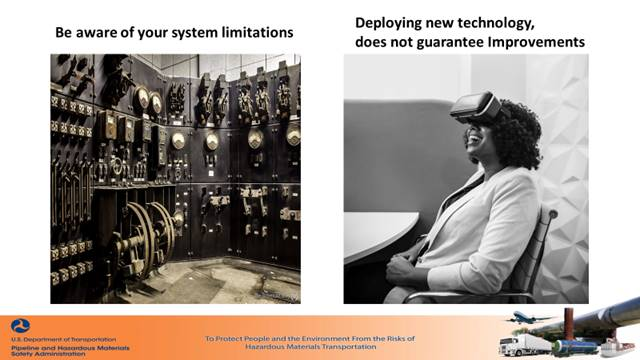 Be aware of your system limitations
Deploying new technology,
does not guarantee Improvements
U.S. Department of Transportation
Pipeline and Hazardous Materials
Safety Administration
To Protect People and the Environment From the Risks of
Hazardous Materials Transportation